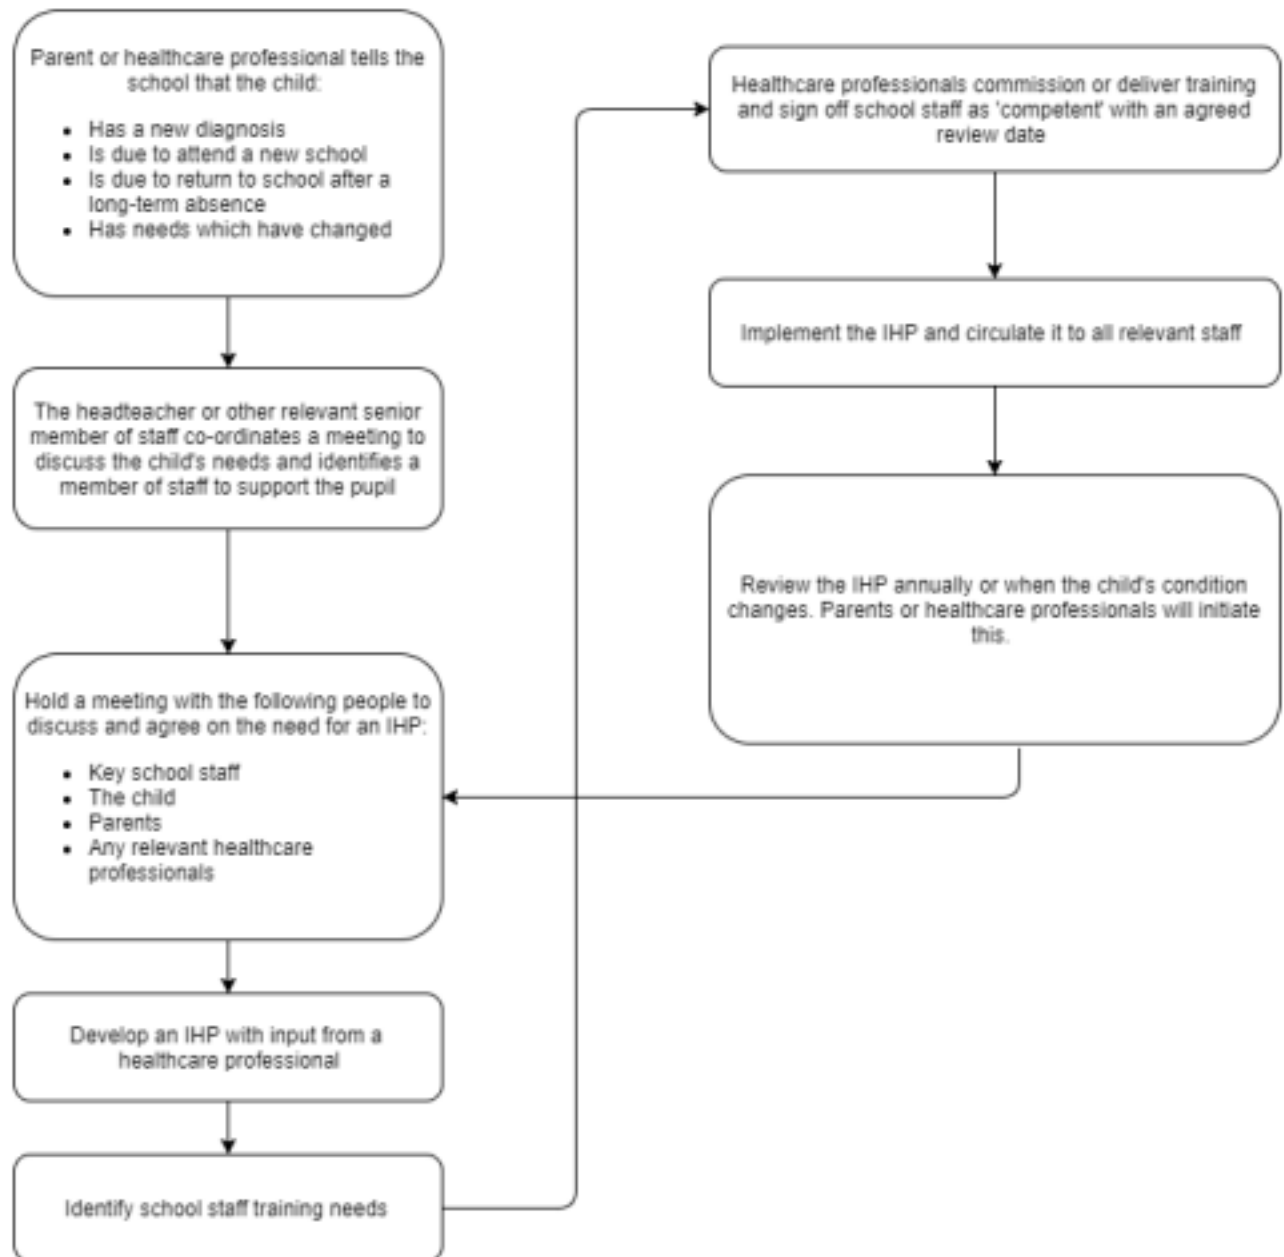 Parent or healthcare professional tells the
school that the child:
• Has a new diagnosis
• Is due to attend a new school
• Is due to return to school after a
long-term absence
• Has needs which have changed
The headteacher or other relevant senior
member of staff co-ordinates a meeting to
discuss the child's needs and identifies a
member of staff to support the pupil
Hold a meeting with the following people to
discuss and agree on the need for an IHP:
• Key school staff
• The child
• Parents
• Any relevant healthcare
professionals
Develop an IHP with input from a
healthcare professional
Identify school staff training needs
Healthcare professionals commission or deliver training
and sign off school staff as 'competent' with an agreed
review date
Implement the IHP and circulate it to all relevant staff
Review the IHP annually or when the child's condition
changes. Parents or healthcare professionals will initiate
this.